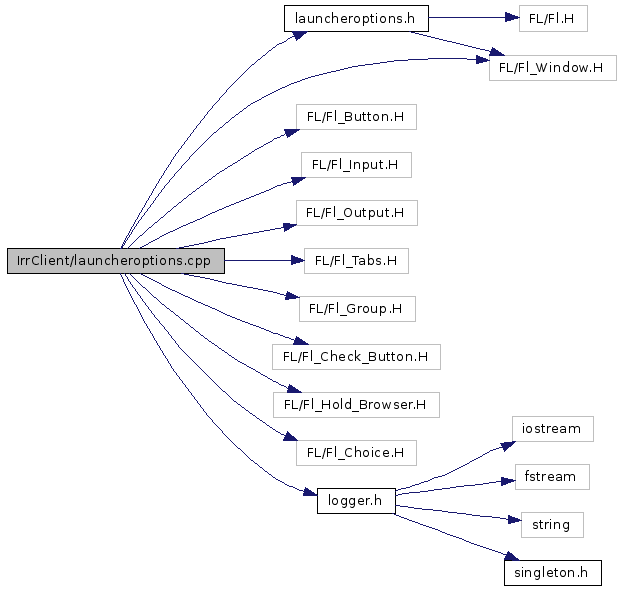 launcheroptions.h
FL/Fl.H
FL/Fl_Window.H
FL/Fl_Button.H
FL/Fl_Input.H
FL/Fl_Output.H
IrrClient/launcheroptions.cpp
FL/Fl_Tabs.H
FL/Fl_Group.H
FL/Fl_Check_Button.H
FL/Fl_Hold_Browser.H
FL/Fl_Choice.H
iostream
fstream
logger.h
string
singleton.h